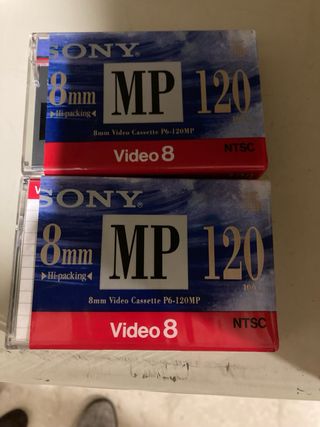 SONY
8mm MP 120
▶Hi-packing◀
8mm Video Cassette P6-120MP
Video 8
NTSC
SONY
8mm MP 120
▶Hi-packing◀
8mm Video Cassette P6-120MP
Video 8
NTSC